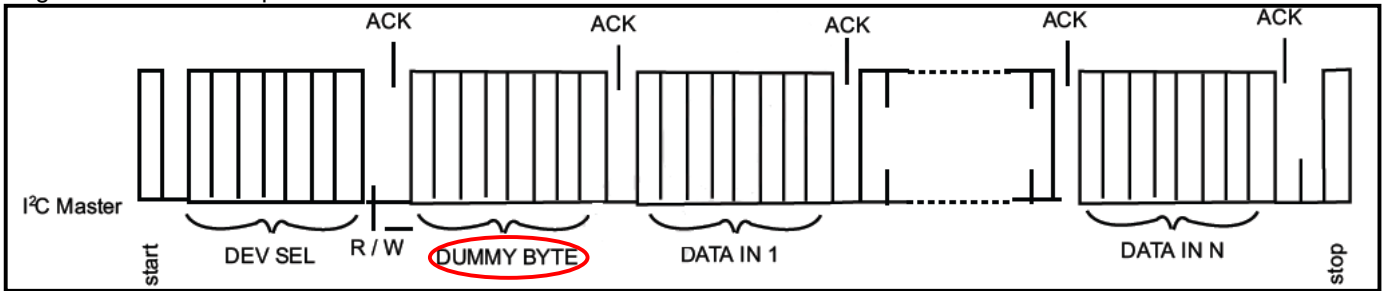 ACK ACK ACK ACK ACK
I²C Master
start DEV SEL R / W DUMMY BYTE DATA IN 1 DATA IN N stop